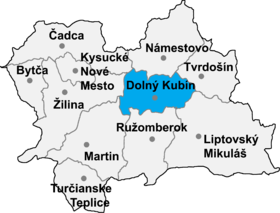 Čadca
Námestovo
Kysucké
Nové
Mesto
Tvrdošín
Bytča
Dolný Kubín
Žilina
Ružomberok
Liptovský
Mikuláš
Martin
Turčianske
Teplice